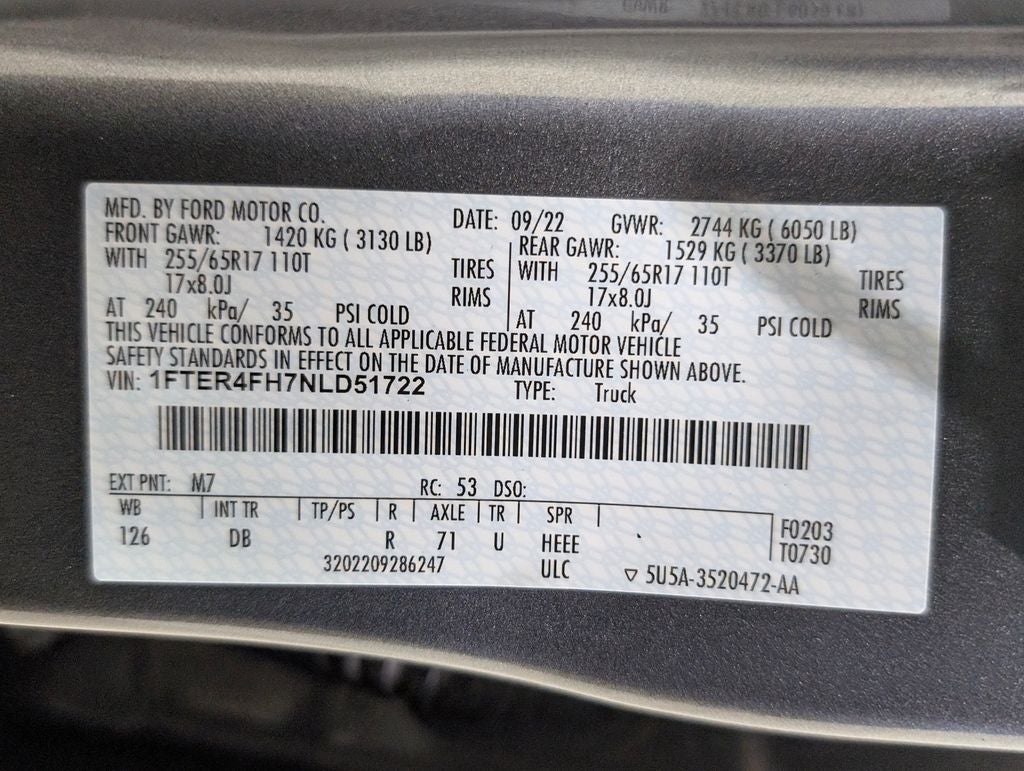 MFD. BY FORD MOTOR CO. DATE: 09/22 GVWR: 2744 KG ( 6050 LB)
FRONT GAWR: 1420 KG ( 3130 LB) REAR GAWR: 1529 KG ( 3370 LB)
WITH 255/65R17 110T TIRES WITH 255/65R17 110T TIRES
17x8.0J RIMS 17x8.0J RIMS
AT 240 kPa/ 35 PSI COLD AT 240 kPa/ 35 PSI COLD
THIS VEHICLE CONFORMS TO ALL APPLICABLE FEDERAL MOTOR VEHICLE
SAFETY STANDARDS IN EFFECT ON THE DATE OF MANUFACTURE SHOWN ABOVE.
VIN: 1FTER4FH7NLD51722 TYPE: Truck
EXT PNT: M7 RC: 53 DSO:
WB INT TR TP/PS R AXLE TR SPR F0203
126 DB R 71 U HEEE T0730
3202209286247 ULC ▽ 5U5A-3520472-AA